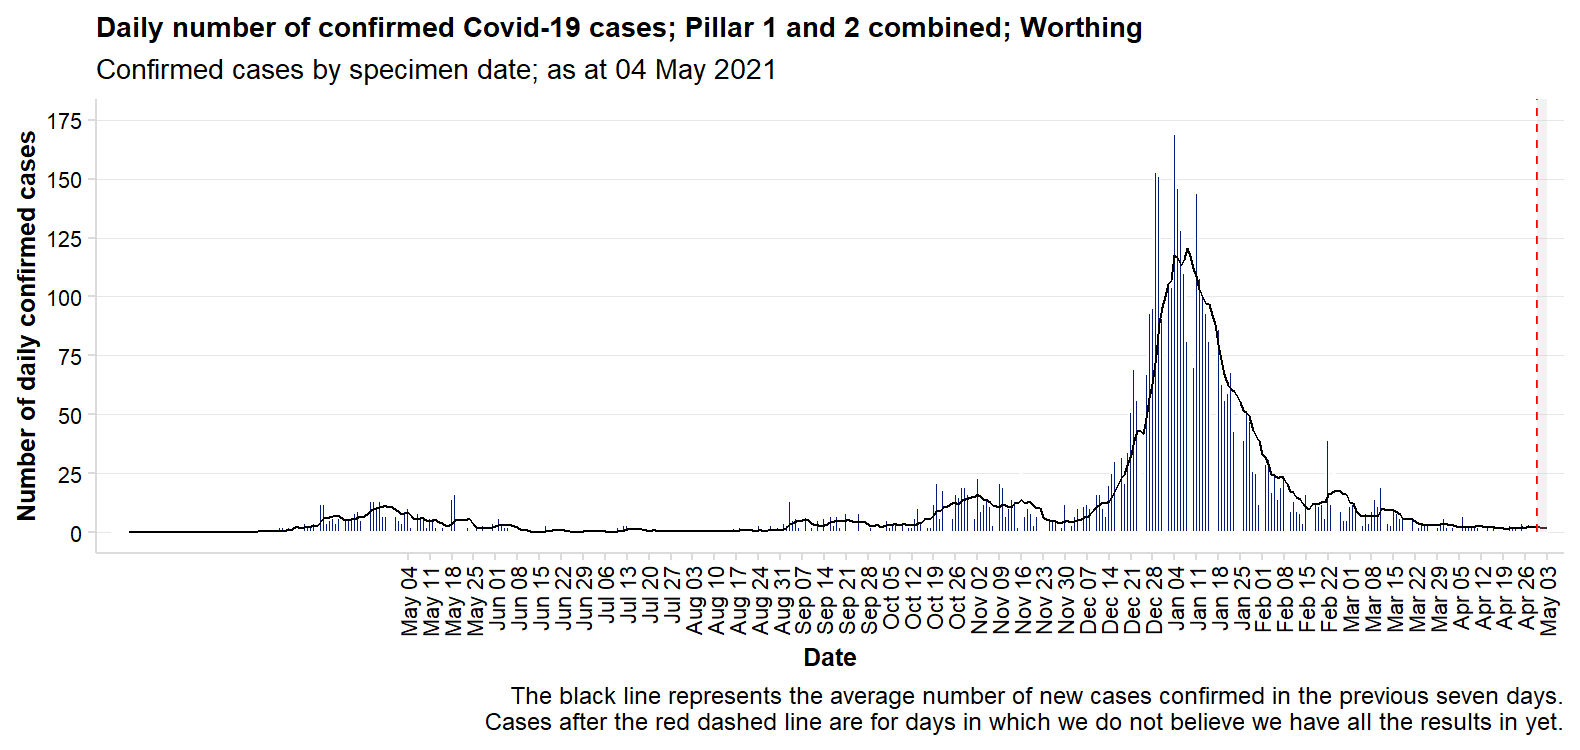 Daily number of confirmed Covid-19 cases; Pillar 1 and 2 combined; Worthing
Confirmed cases by specimen date; as at 04 May 2021
Number of daily confirmed cases
175
150
125
100
75
50
25
0
May 04
May 11
May 18
May 25
Jun 01
Jun 08
Jun 15
Jun 22
Jun 29
Jul 06
Jul 13
Jul 20
Jul 27
Aug 03
Aug 10
Aug 17
Aug 24
Aug 31
Sep 07
Sep 14
Sep 21
Sep 28
Oct 05
Oct 12
Oct 19
Oct 26
Nov 02
Nov 09
Nov 16
Nov 23
Nov 30
Dec 07
Dec 14
Dec 21
Dec 28
Jan 04
Jan 11
Jan 18
Jan 25
Feb 01
Feb 08
Feb 15
Feb 22
Mar 01
Mar 08
Mar 15
Mar 22
Mar 29
Apr 05
Apr 12
Apr 19
Apr 26
May 03
Date
The black line represents the average number of new cases confirmed in the previous seven days.
Cases after the red dashed line are for days in which we do not believe we have all the results in yet.